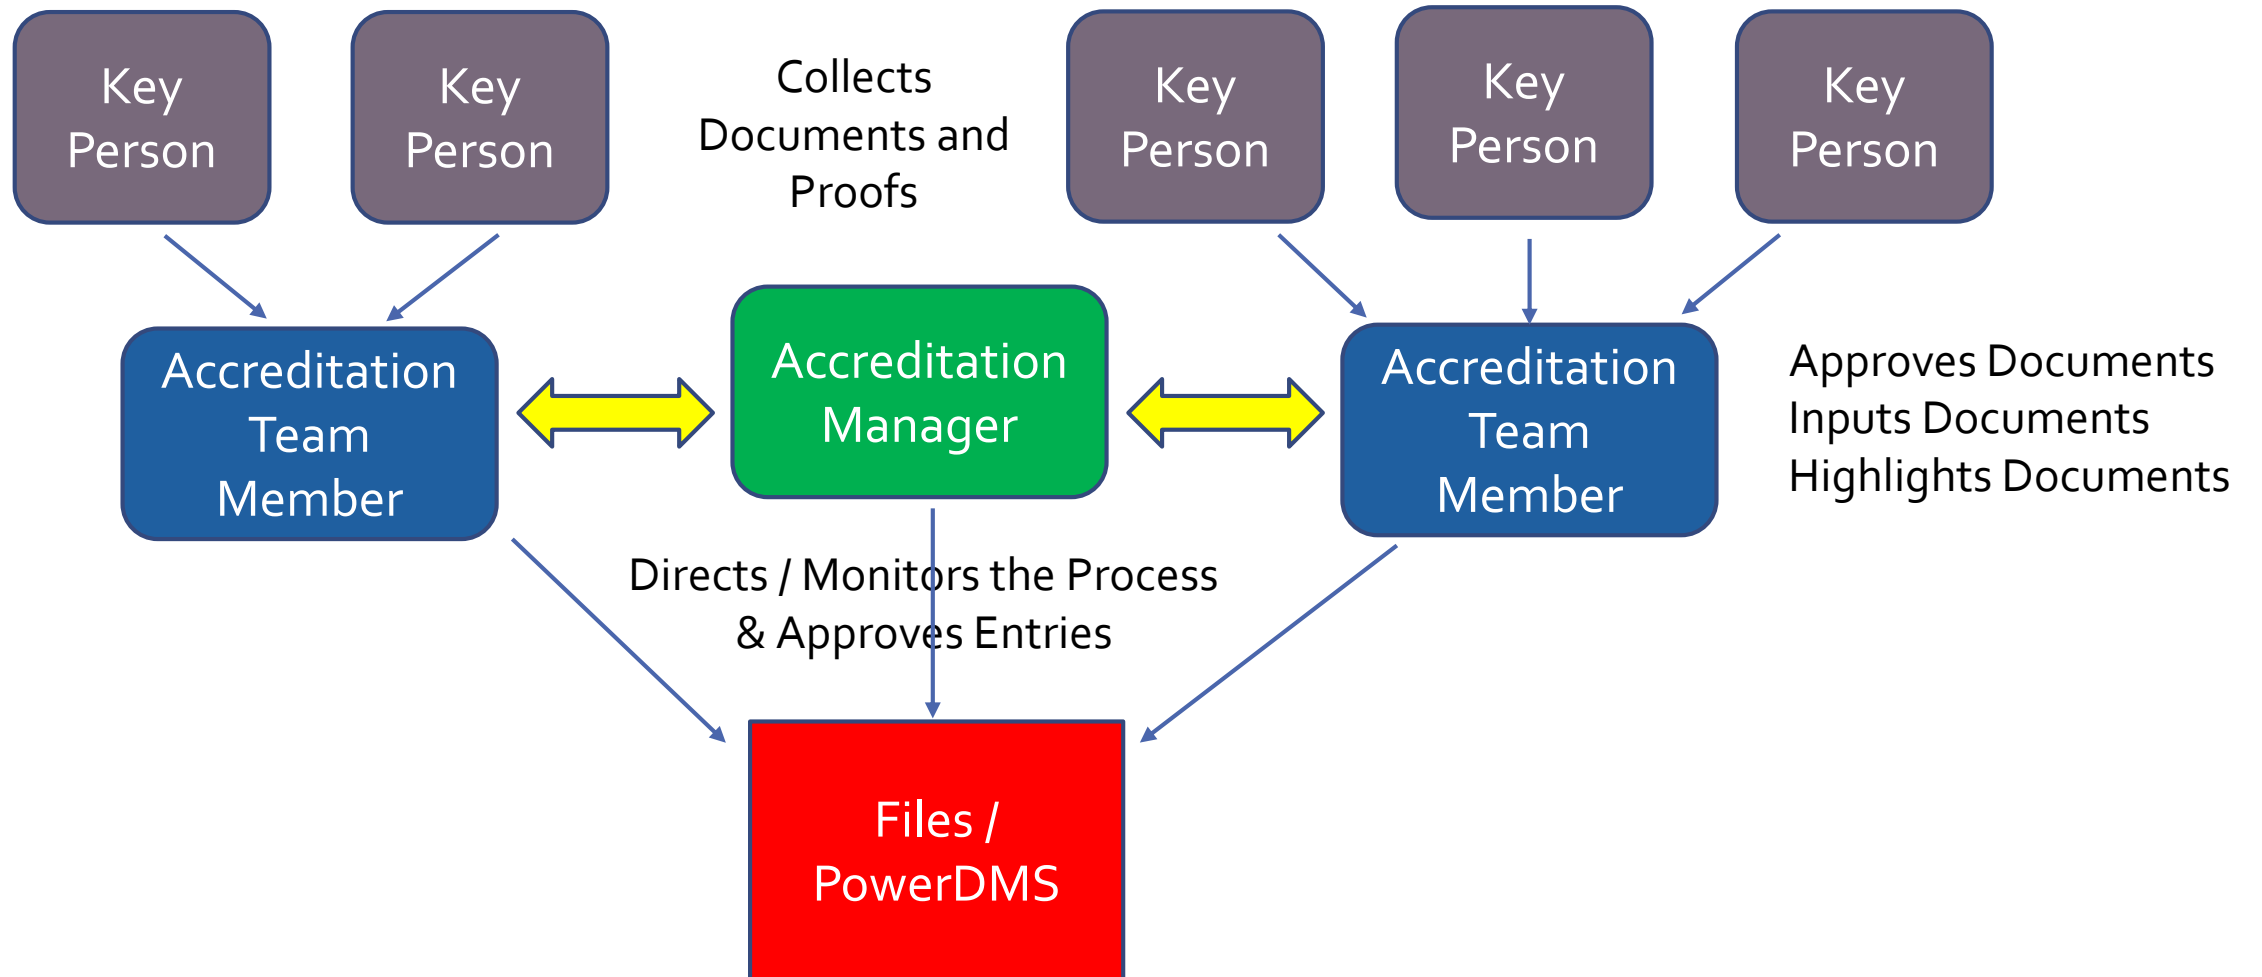 Key
Person
Key
Person
Collects
Documents and
Proofs
Key
Person
Key
Person
Key
Person
Accreditation
Team
Member
Accreditation
Manager
Accreditation
Team
Member
Approves Documents
Inputs Documents
Highlights Documents
Directs / Monitors the Process
& Approves Entries
Files /
PowerDMS